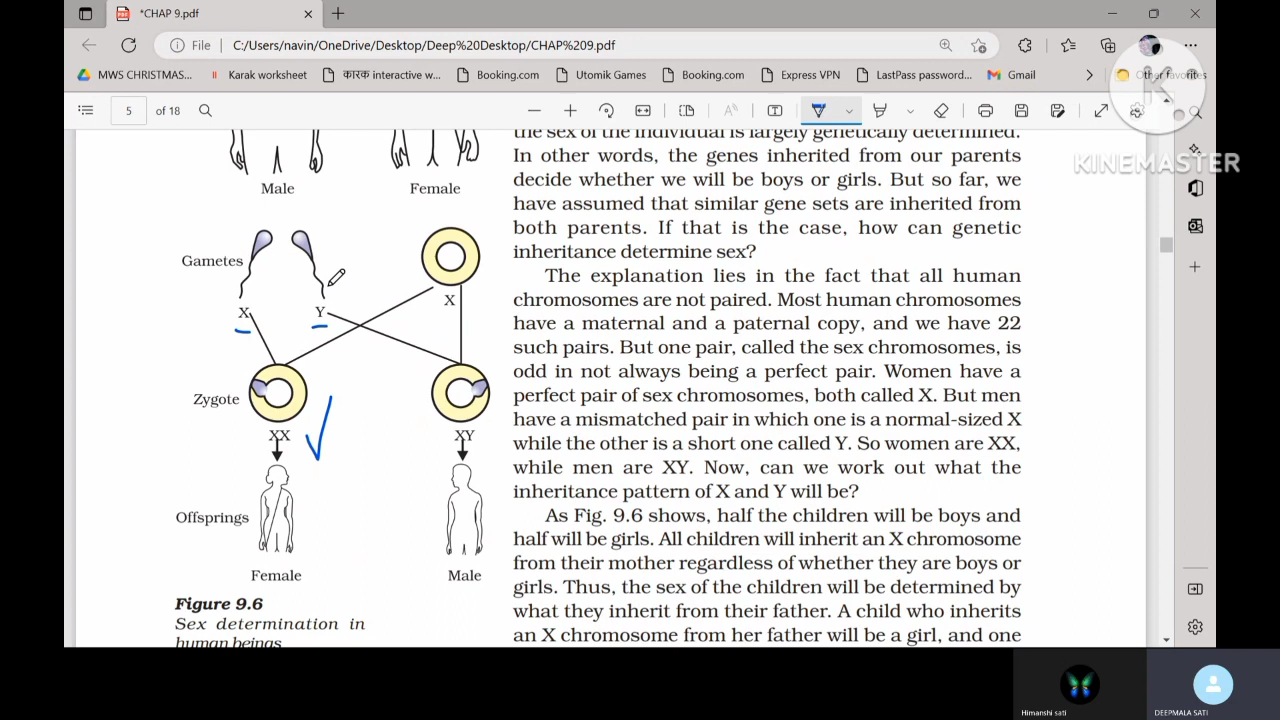 *CHAP 9.pdf
File
C:/Users/navin/OneDrive/Desktop/Deep%20Desktop/CHAP%209.pdf
MWS CHRISTMAS...
Karak worksheet
कारक interactive w...
Booking.com
Utomik Games
Booking.com
Express VPN
LastPass password...
Gmail
Other favorites
K
KINEMASTER
5 of 18
Male
Female
Gametes
X
Y
X
Zygote
XX
XY
Offsprings
Female
Male
Figure 9.6
Sex determination in
human beings
the sex of the individual is largely genetically determined.
In other words, the genes inherited from our parents
decide whether we will be boys or girls. But so far, we
have assumed that similar gene sets are inherited from
both parents. If that is the case, how can genetic
inheritance determine sex?
The explanation lies in the fact that all human
chromosomes are not paired. Most human chromosomes
have a maternal and a paternal copy, and we have 22
such pairs. But one pair, called the sex chromosomes, is
odd in not always being a perfect pair. Women have a
perfect pair of sex chromosomes, both called X. But men
have a mismatched pair in which one is a normal-sized X
while the other is a short one called Y. So women are XX,
while men are XY. Now, can we work out what the
inheritance pattern of X and Y will be?
As Fig. 9.6 shows, half the children will be boys and
half will be girls. All children will inherit an X chromosome
from their mother regardless of whether they are boys or
girls. Thus, the sex of the children will be determined by
what they inherit from their father. A child who inherits
an X chromosome from her father will be a girl, and one
Himanshi sati
DEEPMALA SATI